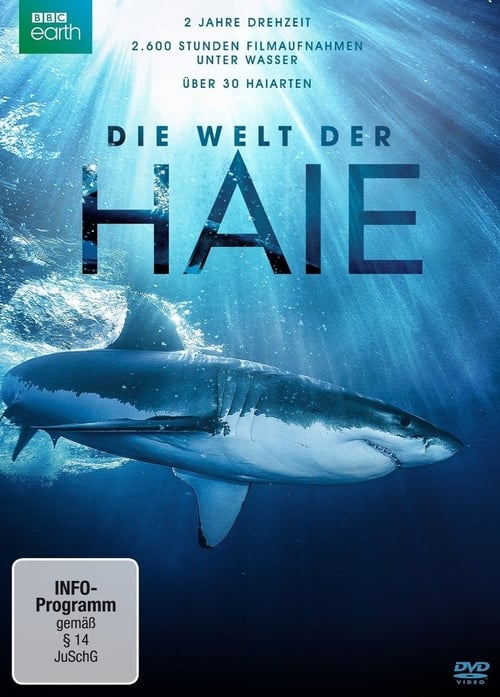 BBC
earth
2 JAHRE DREHZEIT
2.600 STUNDEN FILMAUFNAHMEN
UNTER WASSER
ÜBER 30 HAIARTEN
DIE WELT DER
HAIE
INFO-
Programm
gemäß
§ 14
JuSchG
DVD
VIDEO